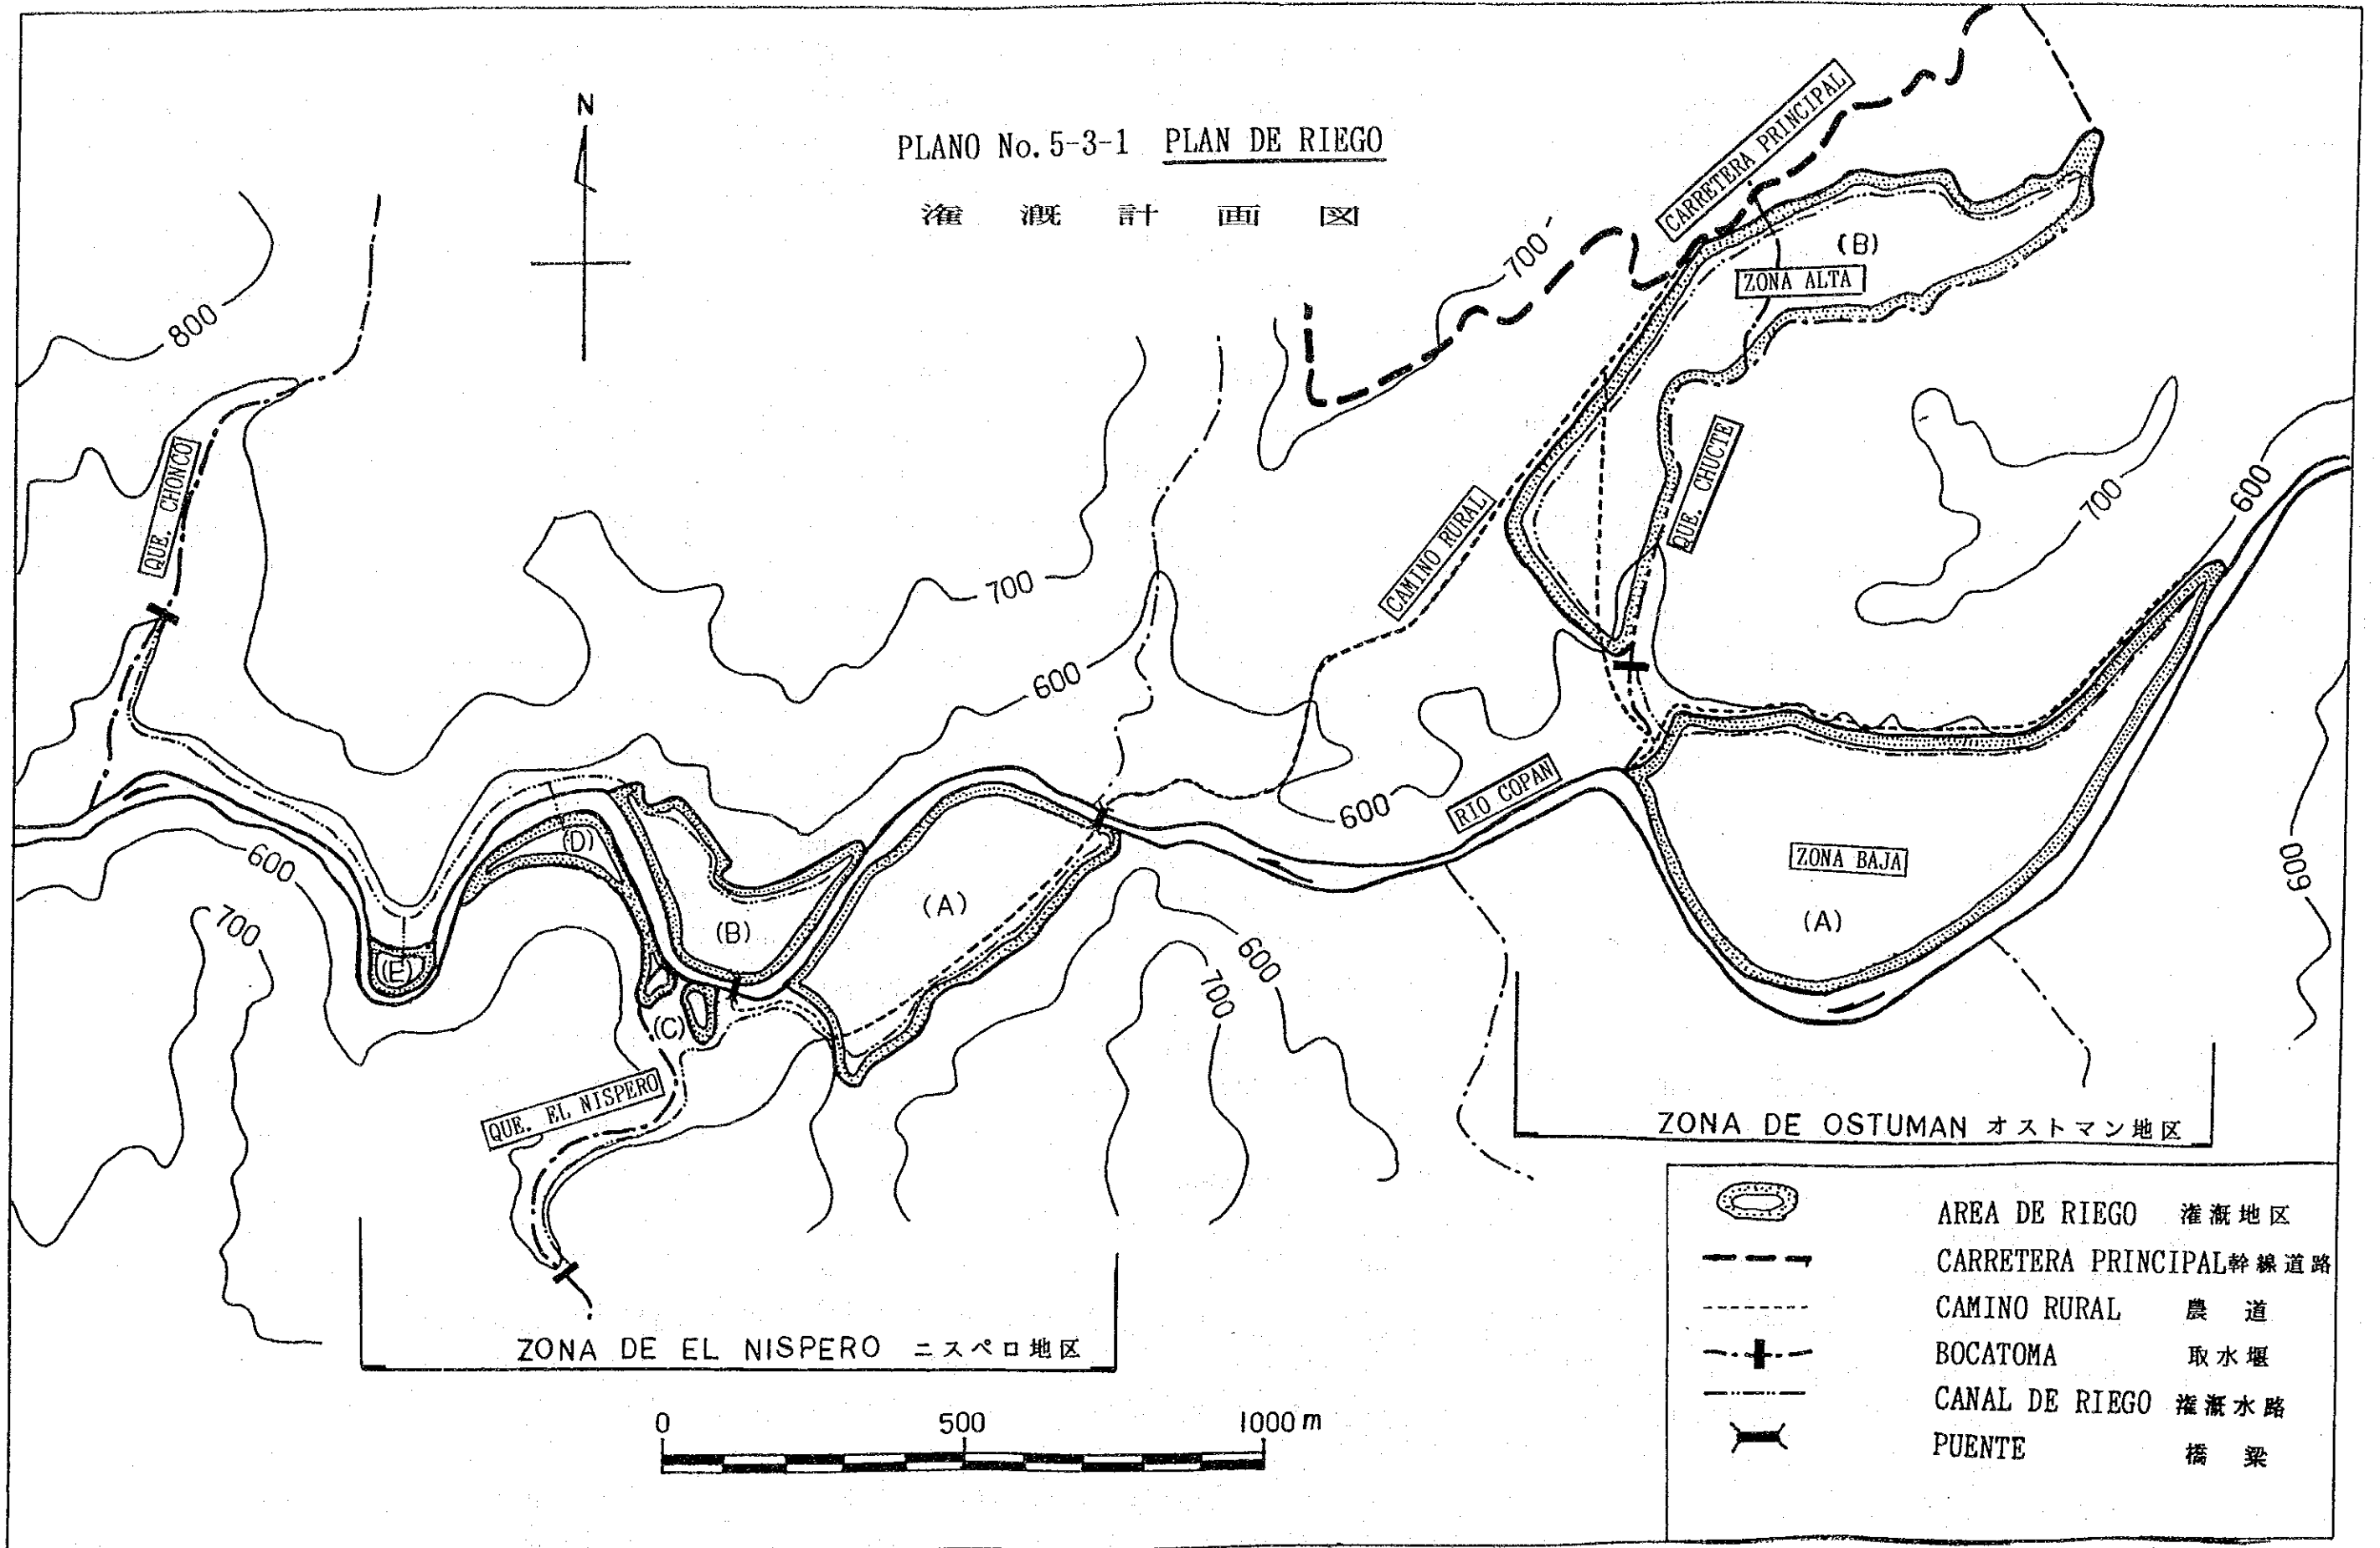 N
PLANO No. 5-3-1 PLAN DE RIEGO
潅漑計画図
CARRETERA PRINCIPAL
(B)
ZONA ALTA
700
800
QUE. CHONCO
CAMINO RURAL
QUE. CHUCTE
700
600
700
600
600
RIO COPAN
ZONA BAJA
(A)
600
600
700
(D)
(E)
(B)
(A)
(C)
600
700
QUE. EL NISPERO
ZONA DE OSTUMAN オストマン地区
ZONA DE EL NISPERO ニスペロ地区
0 500 1000 m
AREA DE RIEGO 潅漑地区
CARRETERA PRINCIPAL 幹線道路
CAMINO RURAL 農道
BOCATOMA 取水堰
CANAL DE RIEGO 潅漑水路
PUENTE 橋梁